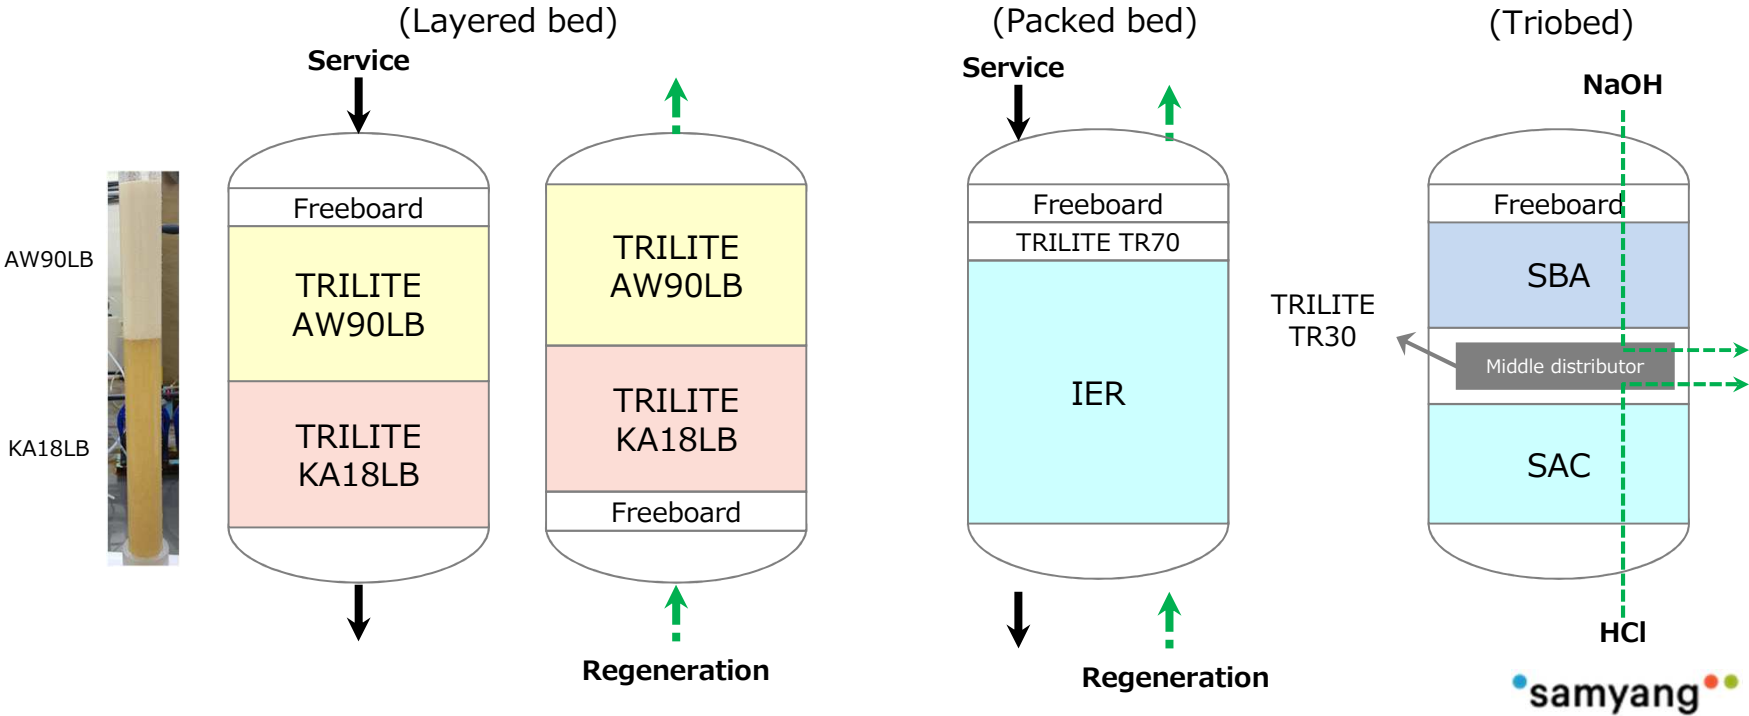 (Layered bed)
Service
AW90LB
KA18LB
Freeboard
TRILITE
AW90LB
TRILITE
KA18LB
TRILITE
AW90LB
TRILITE
KA18LB
Freeboard
Regeneration
(Packed bed)
Service
Freeboard
TRILITE TR70
IER
Regeneration
(Triobed)
NaOH
Freeboard
SBA
TRILITE
TR30
Middle distributor
SAC
HCl
samyang